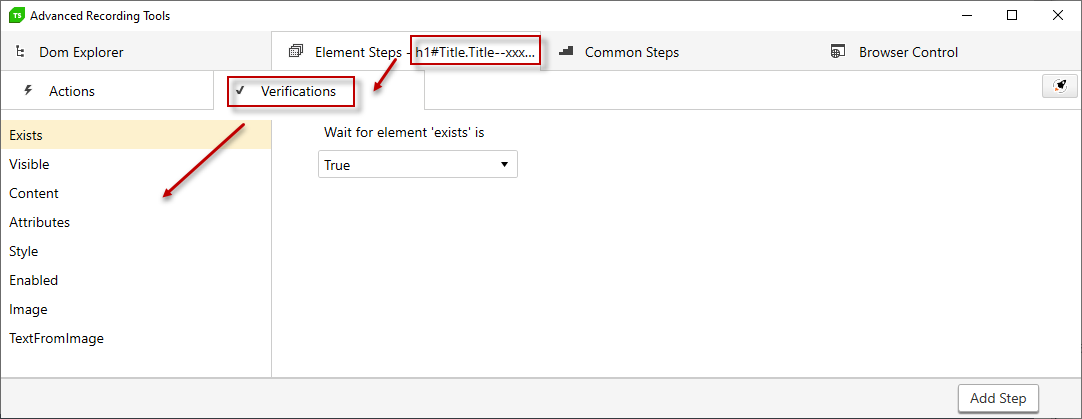 TS Advanced Recording Tools
Dom Explorer
Element Steps - h1#Title.Title--xxx...
Common Steps
Browser Control
Actions
Verifications
Exists
Wait for element 'exists' is
Visible
True
Content
Attributes
Style
Enabled
Image
TextFromImage
Add Step